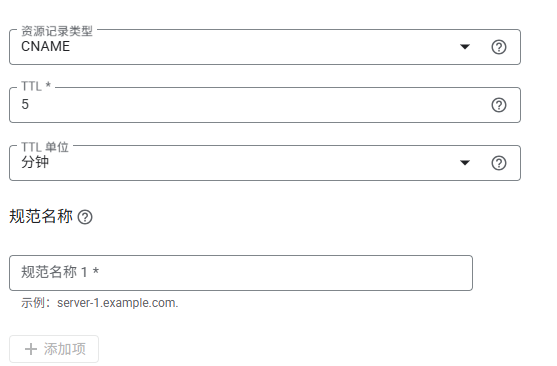 资源记录类型
CNAME
TTL *
5
TTL 单位
分钟
规范名称
规范名称 1 *
示例：server-1.example.com.
添加项